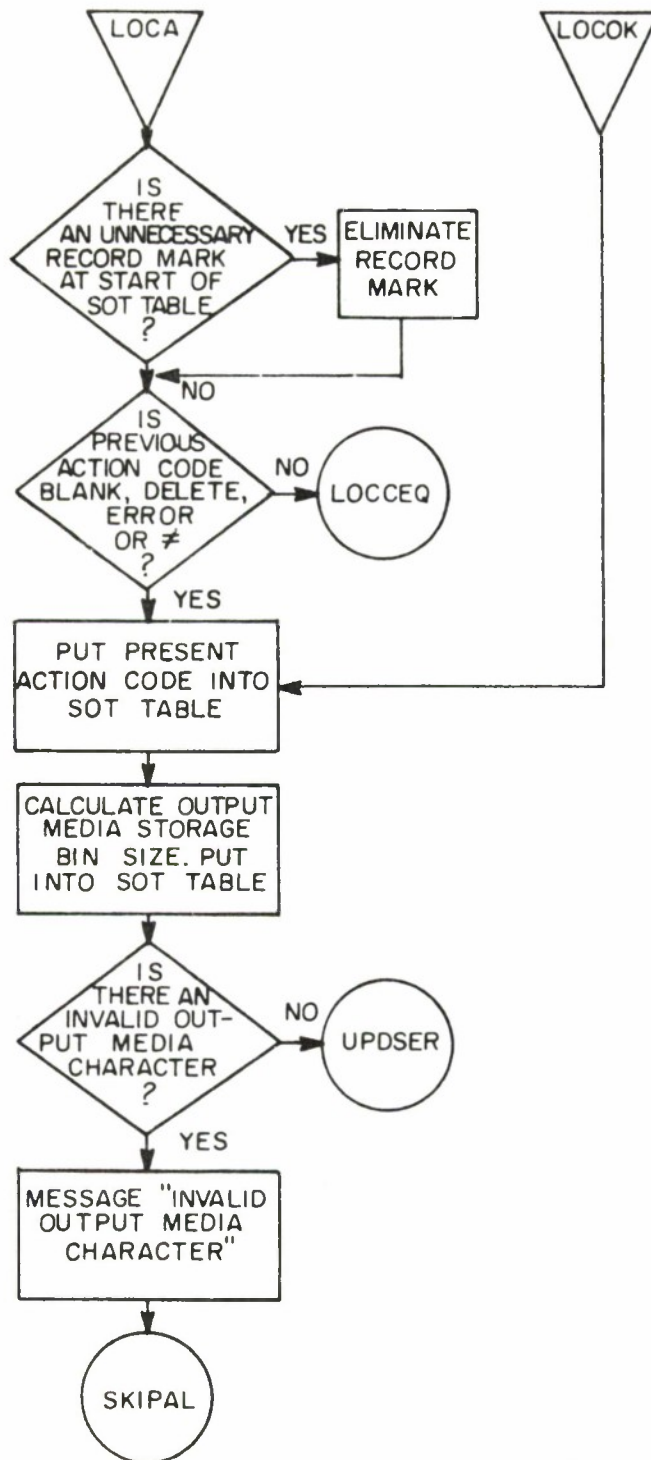 LOCA
LOCOK
IS
THERE
AN UNNECESSARY
RECORD MARK
AT START OF
SOT TABLE
?
YES
ELIMINATE
RECORD
MARK
NO
IS
PREVIOUS
ACTION CODE
BLANK, DELETE,
ERROR
OR ≠
?
NO
LOCCEQ
YES
PUT PRESENT
ACTION CODE INTO
SOT TABLE
CALCULATE OUTPUT
MEDIA STORAGE
BIN SIZE. PUT
INTO SOT TABLE
IS
THERE AN
INVALID OUT-
PUT MEDIA
CHARACTER
?
NO
UPDSER
YES
MESSAGE "INVALID
OUTPUT MEDIA
CHARACTER"
SKIPAL